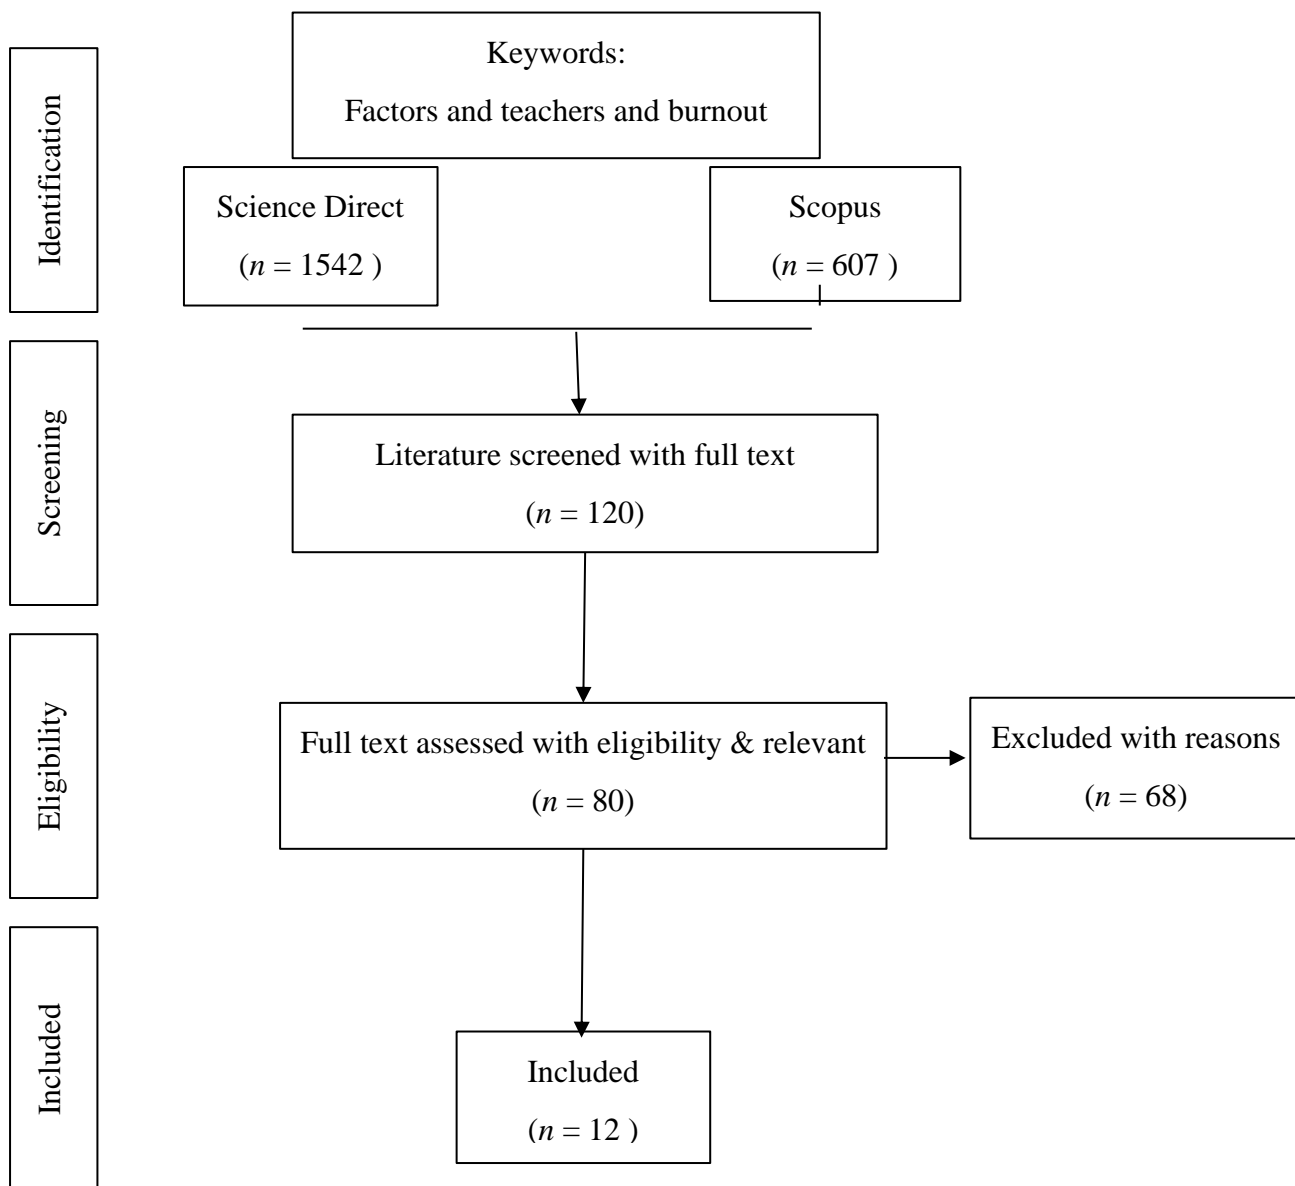 Identification
Keywords:
Factors and teachers and burnout
Science Direct
(n = 1542 )
Scopus
(n = 607 )
Screening
Literature screened with full text
(n = 120)
Eligibility
Full text assessed with eligibility & relevant
(n = 80)
Excluded with reasons
(n = 68)
Included
Included
(n = 12 )